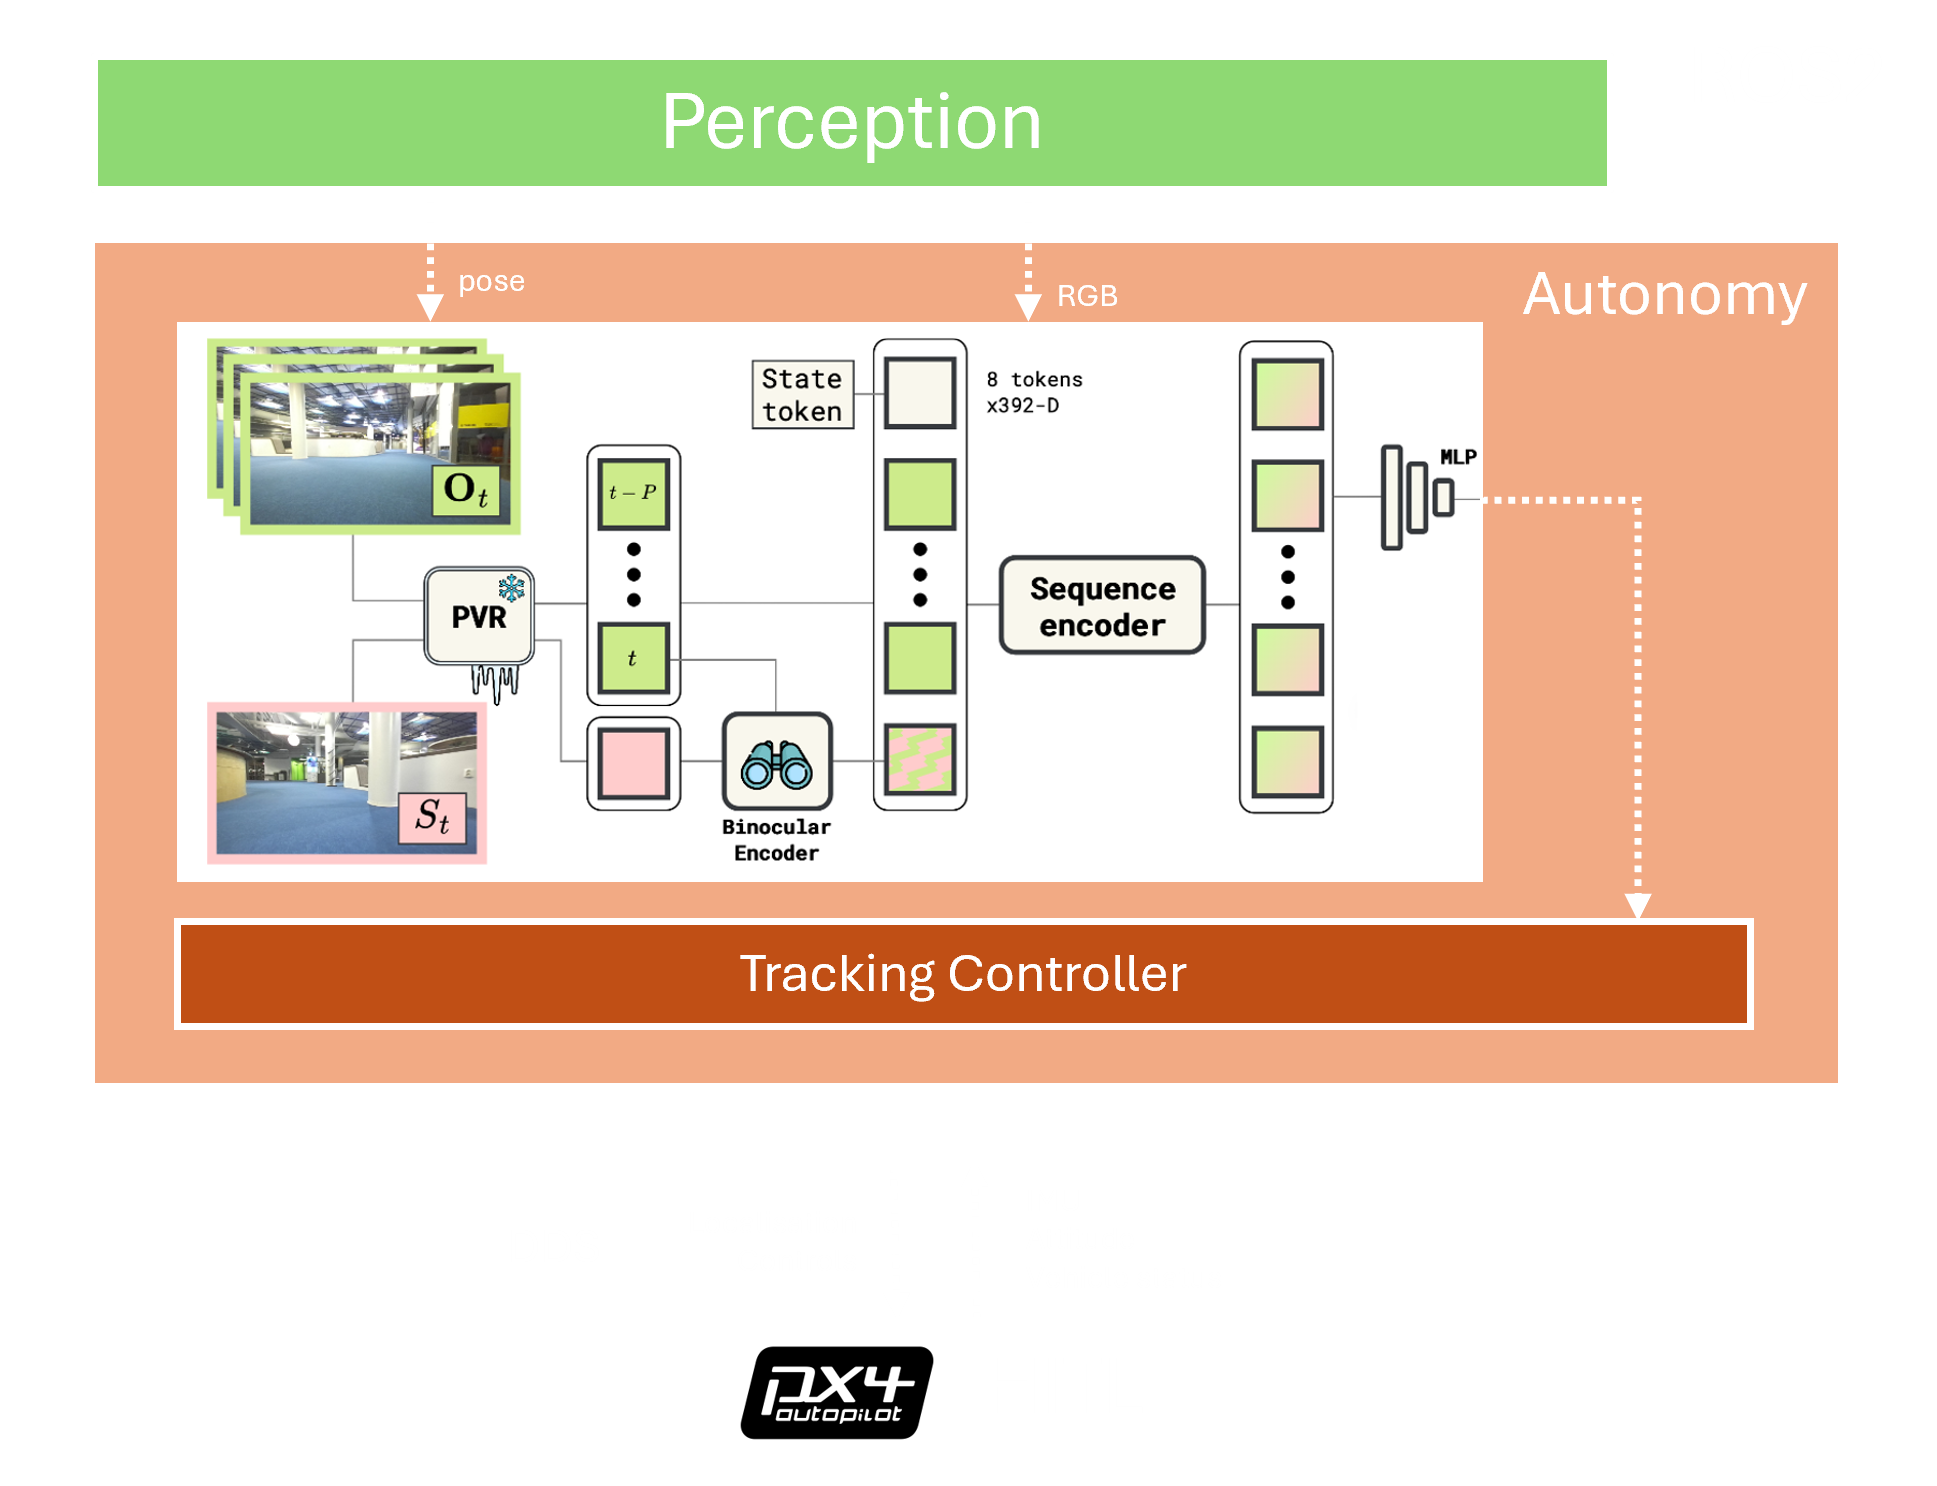 Perception
pose
RGB
Autonomy
State
token
8 tokens
x392-D
O_t
t − P
MLP
PVR
Sequence
encoder
t
S_t
Binocular
Encoder
Tracking Controller
px4
autopilot